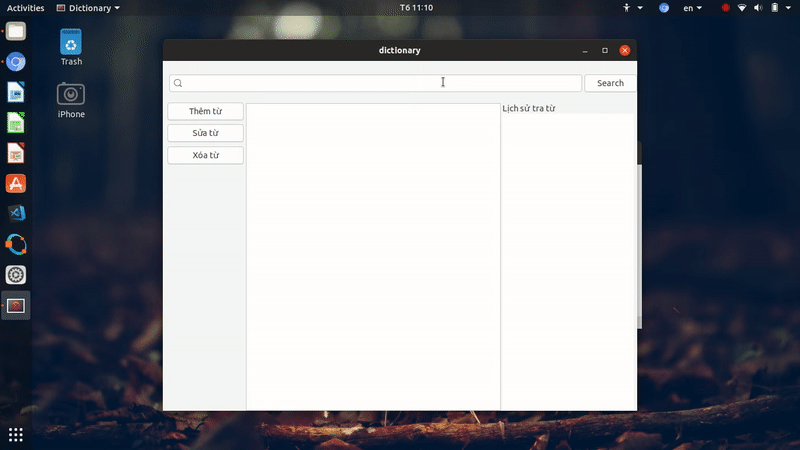 Activities
Dictionary
T6 11:10
en
Trash
iPhone
dictionary
Search
Thêm từ
Sửa từ
Xóa từ
Lịch sử tra từ